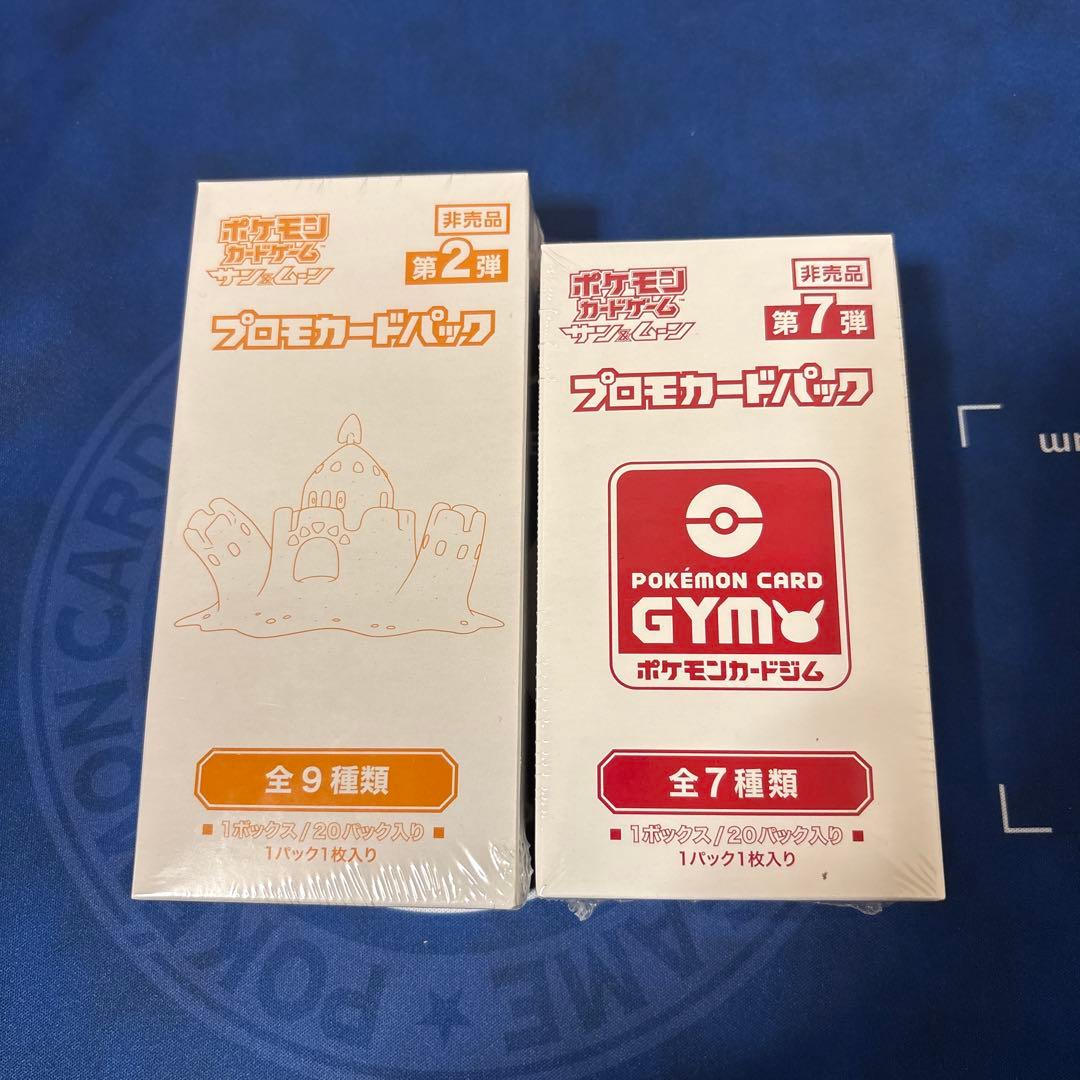 ポケモン
カードゲーム
サン&ムーン
非売品
第2弾
プロモカードパック
全9種類
■ 1ボックス/20パック入り ■
1パック1枚入り
ポケモン
カードゲーム™
サン&ムーン
非売品
第7弾
プロモカードパック
POKÉMON CARD
GYM
ポケモンカードジム
全7種類
■ 1ボックス/20パック入り ■
1パック1枚入り